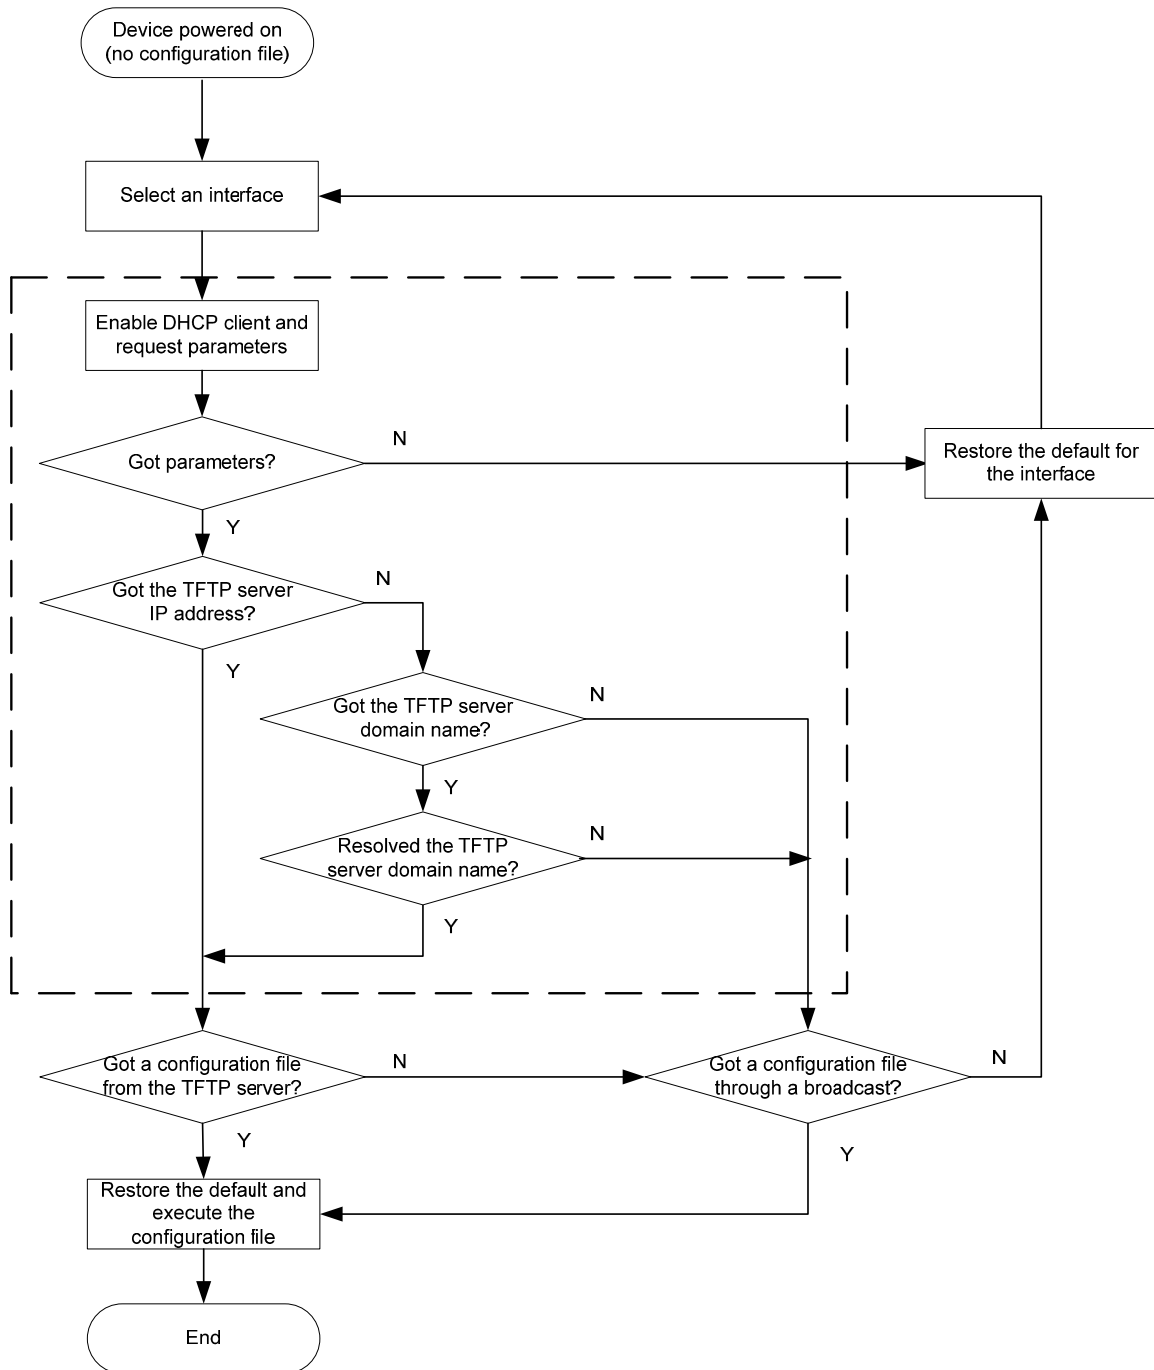 Device powered on
(no configuration file)
Select an interface
Enable DHCP client and
request parameters
N
Got parameters?
Restore the default for
the interface
Y
Got the TFTP server
IP address?
N
Y
Got the TFTP server
domain name?
N
Y
Resolved the TFTP
server domain name?
N
Y
Got a configuration file
from the TFTP server?
N
Got a configuration file
through a broadcast?
N
Y
Y
Restore the default and
execute the
configuration file
End